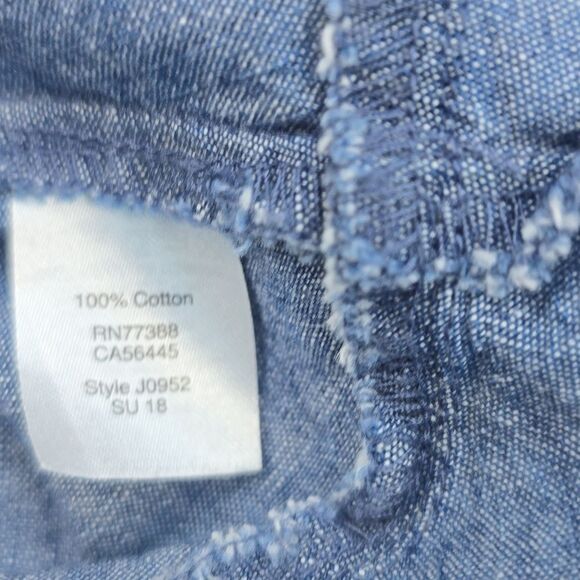 100% Cotton
RN77388
CA56445
Style J0952
SU 18